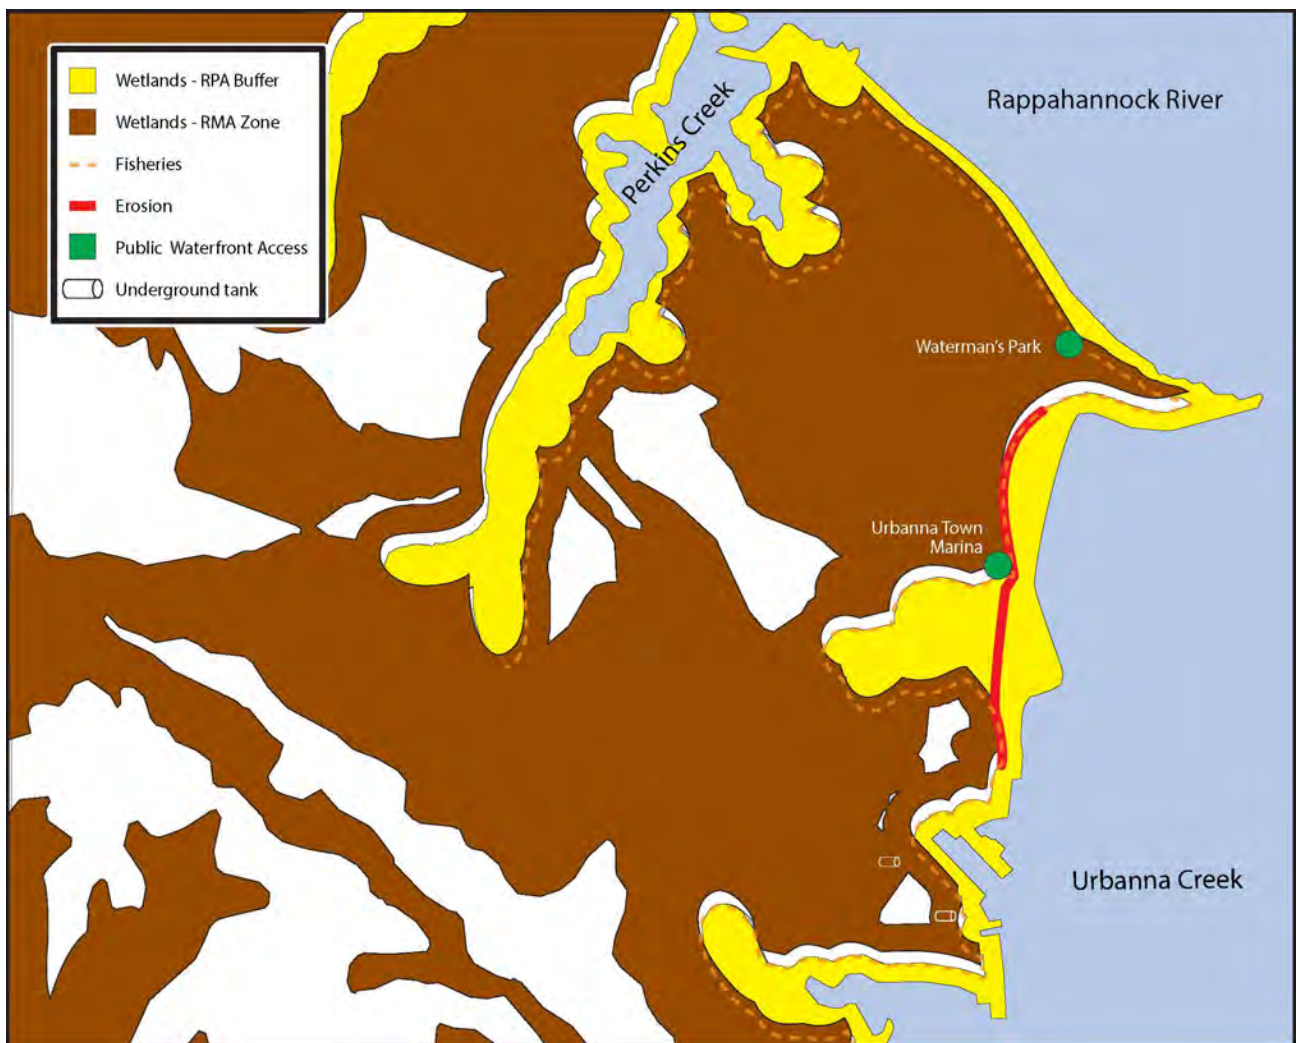 Wetlands - RPA Buffer
Wetlands - RMA Zone
Fisheries
Erosion
Public Waterfront Access
Underground tank
Perkins Creek
Rappahannock River
Waterman's Park
Urbanna Town
Marina
Urbanna Creek